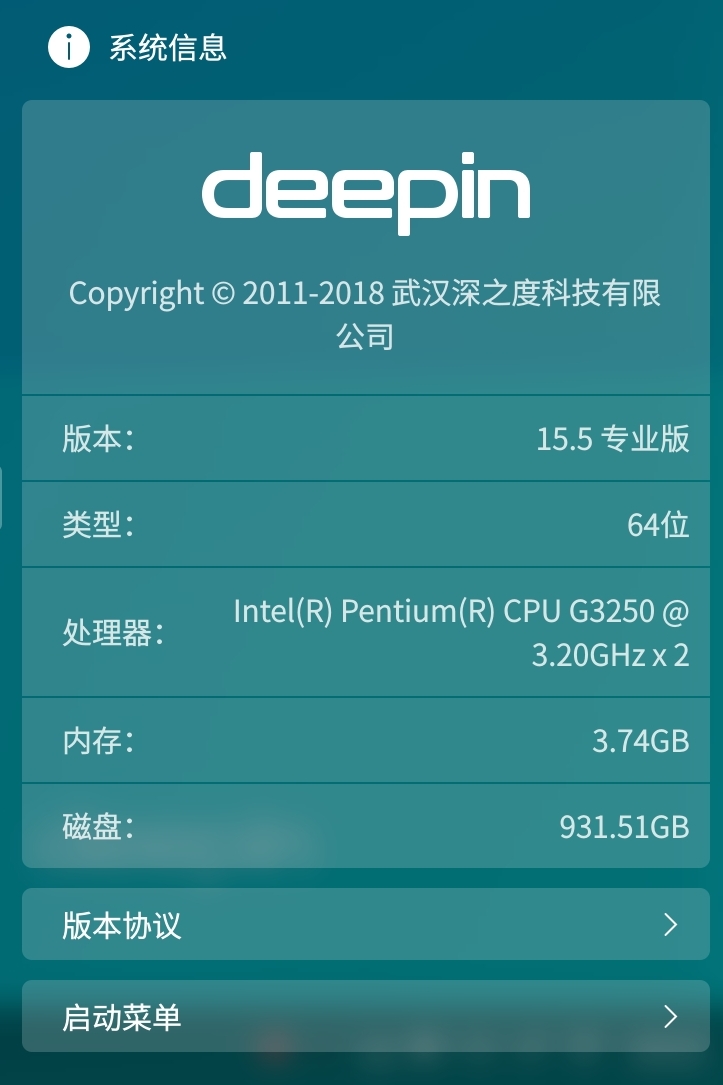 系统信息
deepin
Copyright © 2011-2018 武汉深之度科技有限
公司
版本： 15.5 专业版
类型： 64位
处理器： Intel(R) Pentium(R) CPU G3250 @
3.20GHz x 2
内存： 3.74GB
磁盘： 931.51GB
版本协议
启动菜单